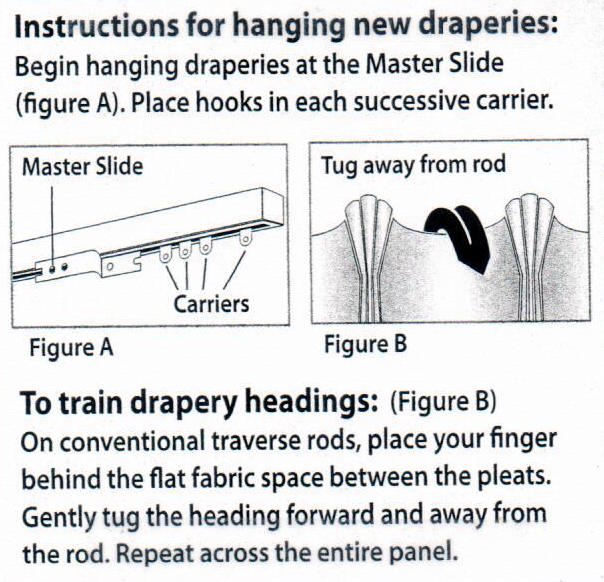 Instructions for hanging new draperies:
Begin hanging draperies at the Master Slide
(figure A). Place hooks in each successive carrier.
Master Slide
Carriers
Figure A
Tug away from rod
Figure B
To train drapery headings: (Figure B)
On conventional traverse rods, place your finger
behind the flat fabric space between the pleats.
Gently tug the heading forward and away from
the rod. Repeat across the entire panel.